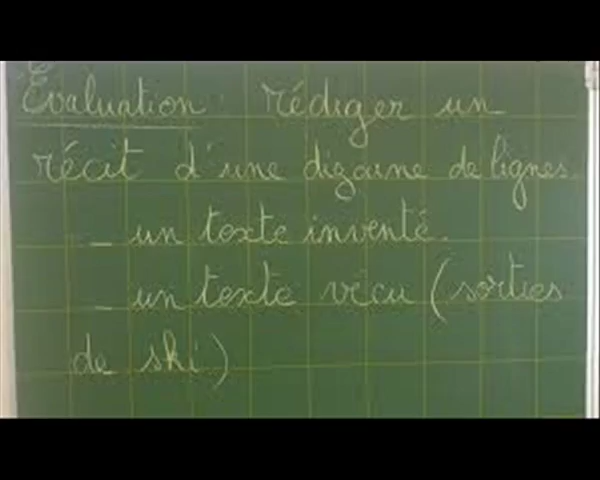 Evaluation : rédiger un
récit d'une dizaine de lignes.
_ un texte inventé.
_ un texte vécu (sorties
de ski)